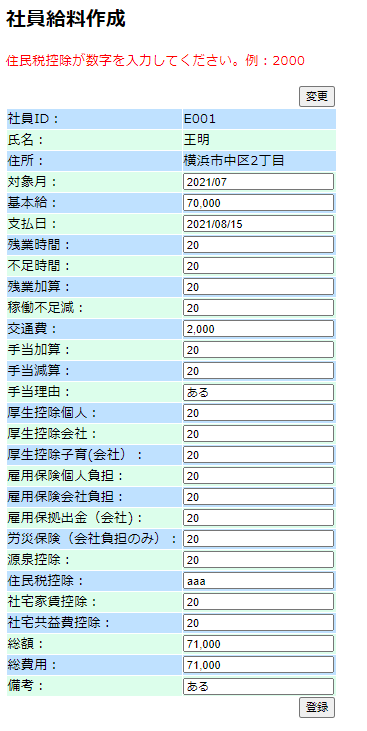 社員給料作成
住民税控除が数字を入力してください。例：2000
変更
社員ID： E001
氏名： 王明
住所： 横浜市中区2丁目
対象月： 2021/07
基本給： 70,000
支払日： 2021/08/15
残業時間： 20
不足時間： 20
残業加算： 20
稼働不足減： 20
交通費： 2,000
手当加算： 20
手当減算： 20
手当理由： ある
厚生控除個人： 20
厚生控除会社： 20
厚生控除子育(会社）： 20
雇用保険個人負担： 20
雇用保険会社負担： 20
雇用保拠出金（会社)： 20
労災保険（会社負担のみ）： 20
源泉控除： 20
住民税控除： aaa
社宅家賃控除： 20
社宅共益費控除： 20
総額： 71,000
総費用： 71,000
備考： ある
登録